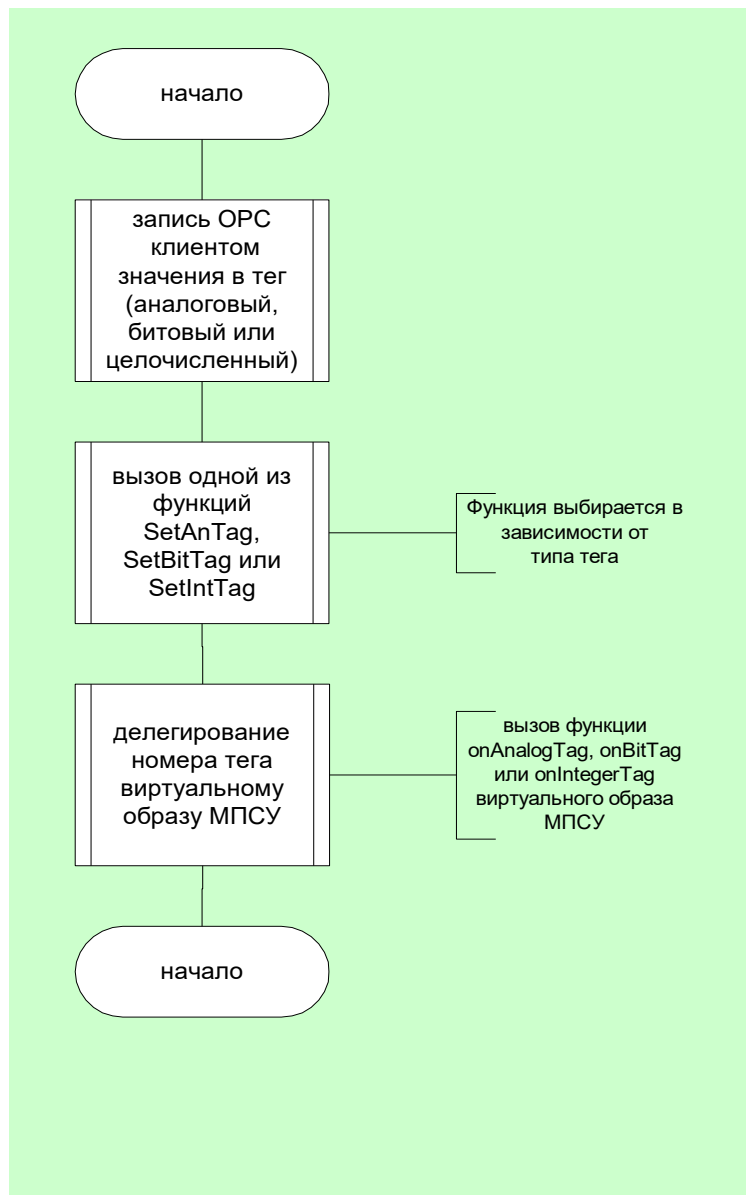 начало
запись OPC
клиентом
значения в тег
(аналоговый,
битовый или
целочисленный)
вызов одной из
функций
SetAnTag,
SetBitTag или
SetIntTag
Функция выбирается в
зависимости от
типа тега
делегирование
номера тега
виртуальному
образу МПСУ
вызов функции
onAnalogTag, onBitTag
или onIntegerTag
виртуального образа
МПСУ
начало